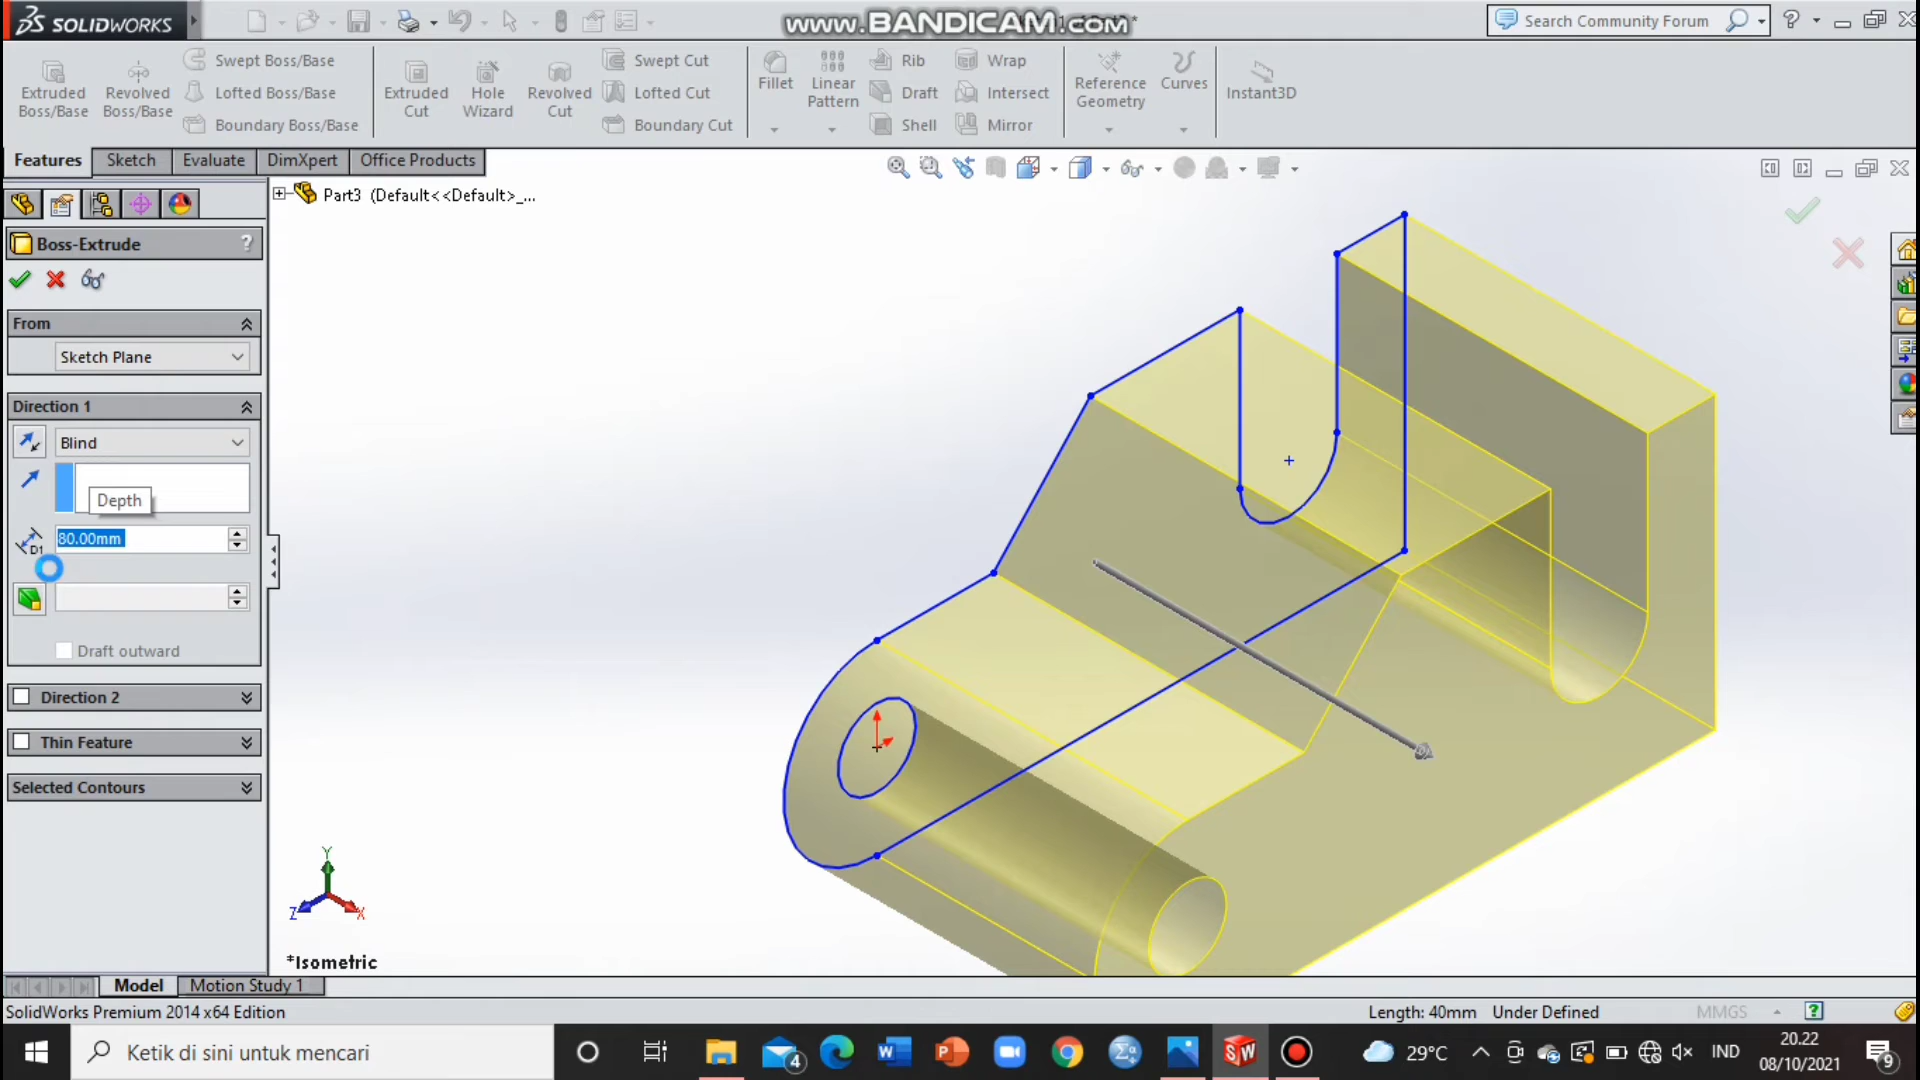 SOLIDWORKS
www.BANDICAM.com
Search Community Forum
Extruded Boss/Base
Revolved Boss/Base
Swept Boss/Base
Lofted Boss/Base
Boundary Boss/Base
Extruded Cut
Hole Wizard
Revolved Cut
Swept Cut
Lofted Cut
Boundary Cut
Fillet
Linear Pattern
Rib
Draft
Shell
Wrap
Intersect
Mirror
Reference Geometry
Curves
Instant3D
Features
Sketch
Evaluate
DimXpert
Office Products
Part3 (Default<<Default>_...
Boss-Extrude
?
From
Sketch Plane
Direction 1
Blind
Depth
D1
80.00mm
Draft outward
Direction 2
Thin Feature
Selected Contours
Y
Z
X
*Isometric
Model
Motion Study 1
SolidWorks Premium 2014 x64 Edition
Length: 40mm
Under Defined
MMGS
Ketik di sini untuk mencari
4
29°C
IND
20.22
08/10/2021
9